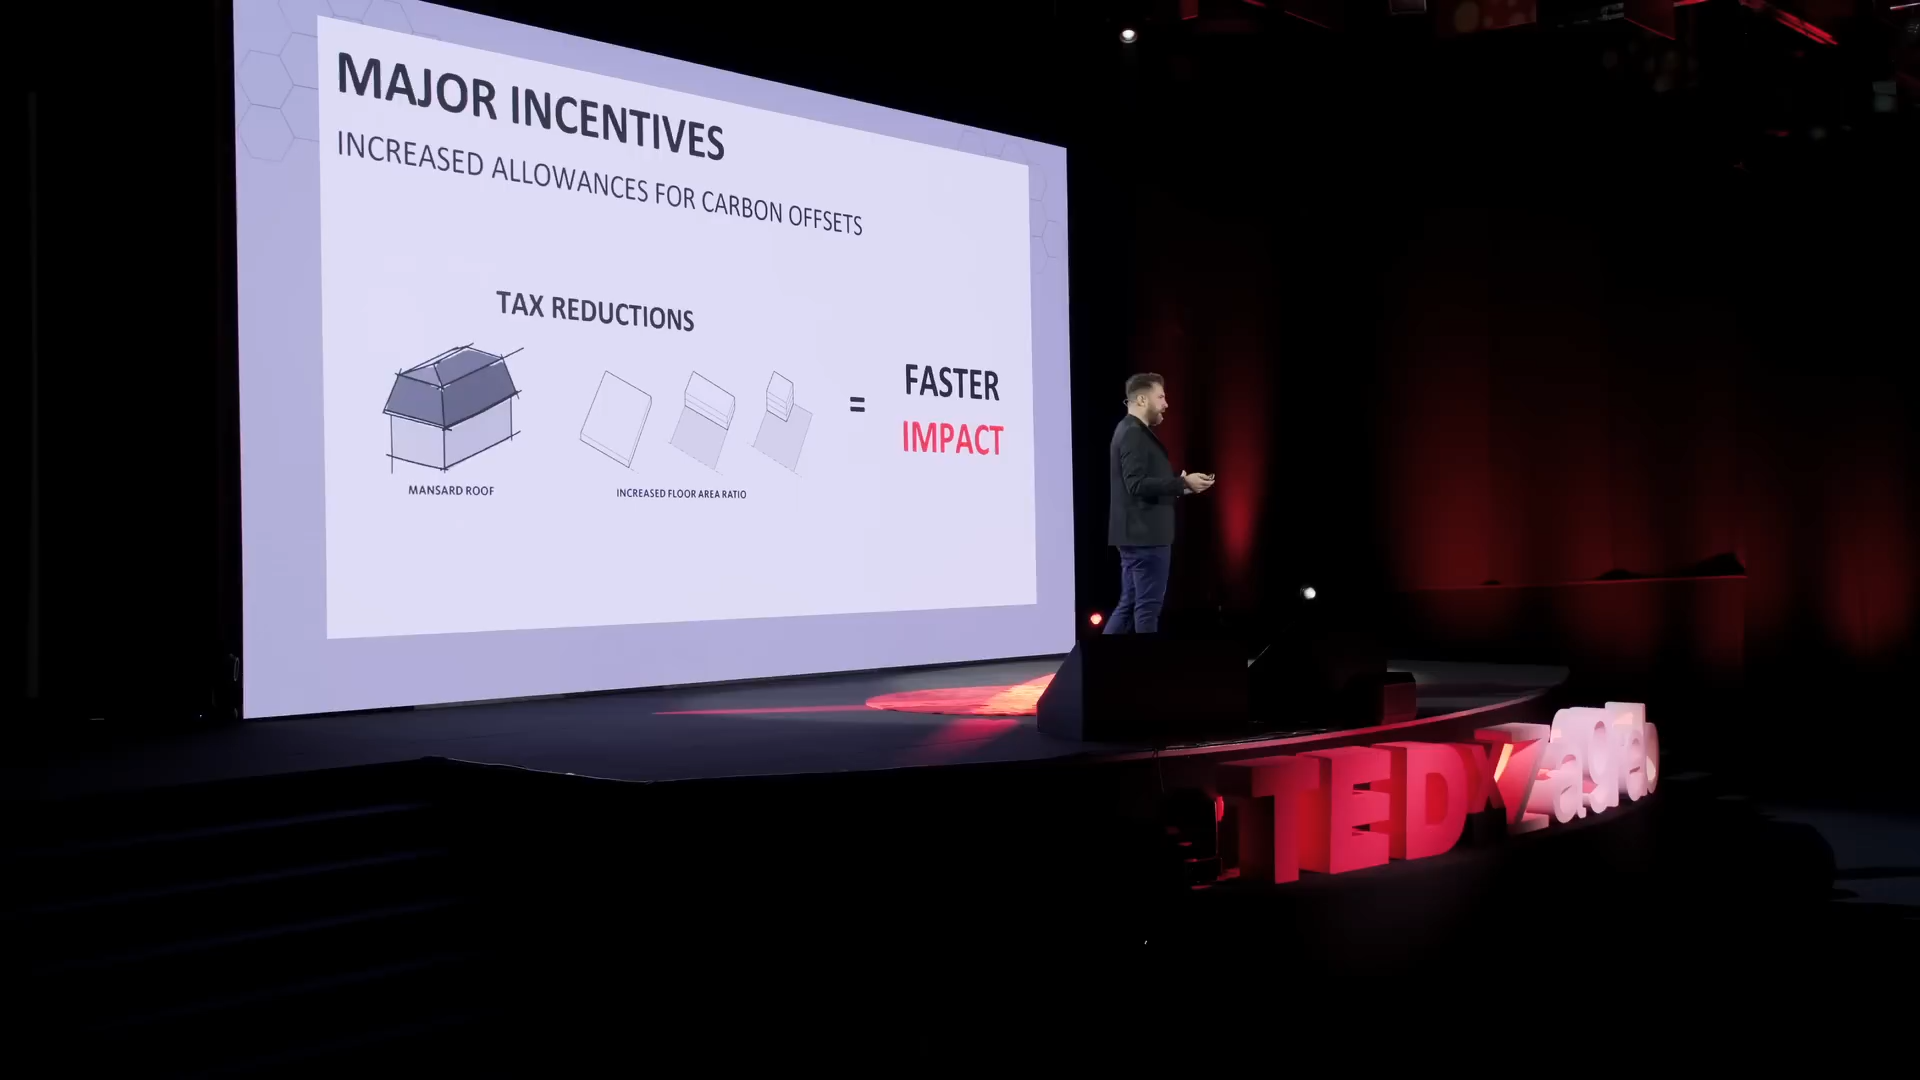 MAJOR INCENTIVES
INCREASED ALLOWANCES FOR CARBON OFFSETS
TAX REDUCTIONS
MANSARD ROOF
INCREASED FLOOR AREA RATIO
=
FASTER
IMPACT
TEDxZagreb